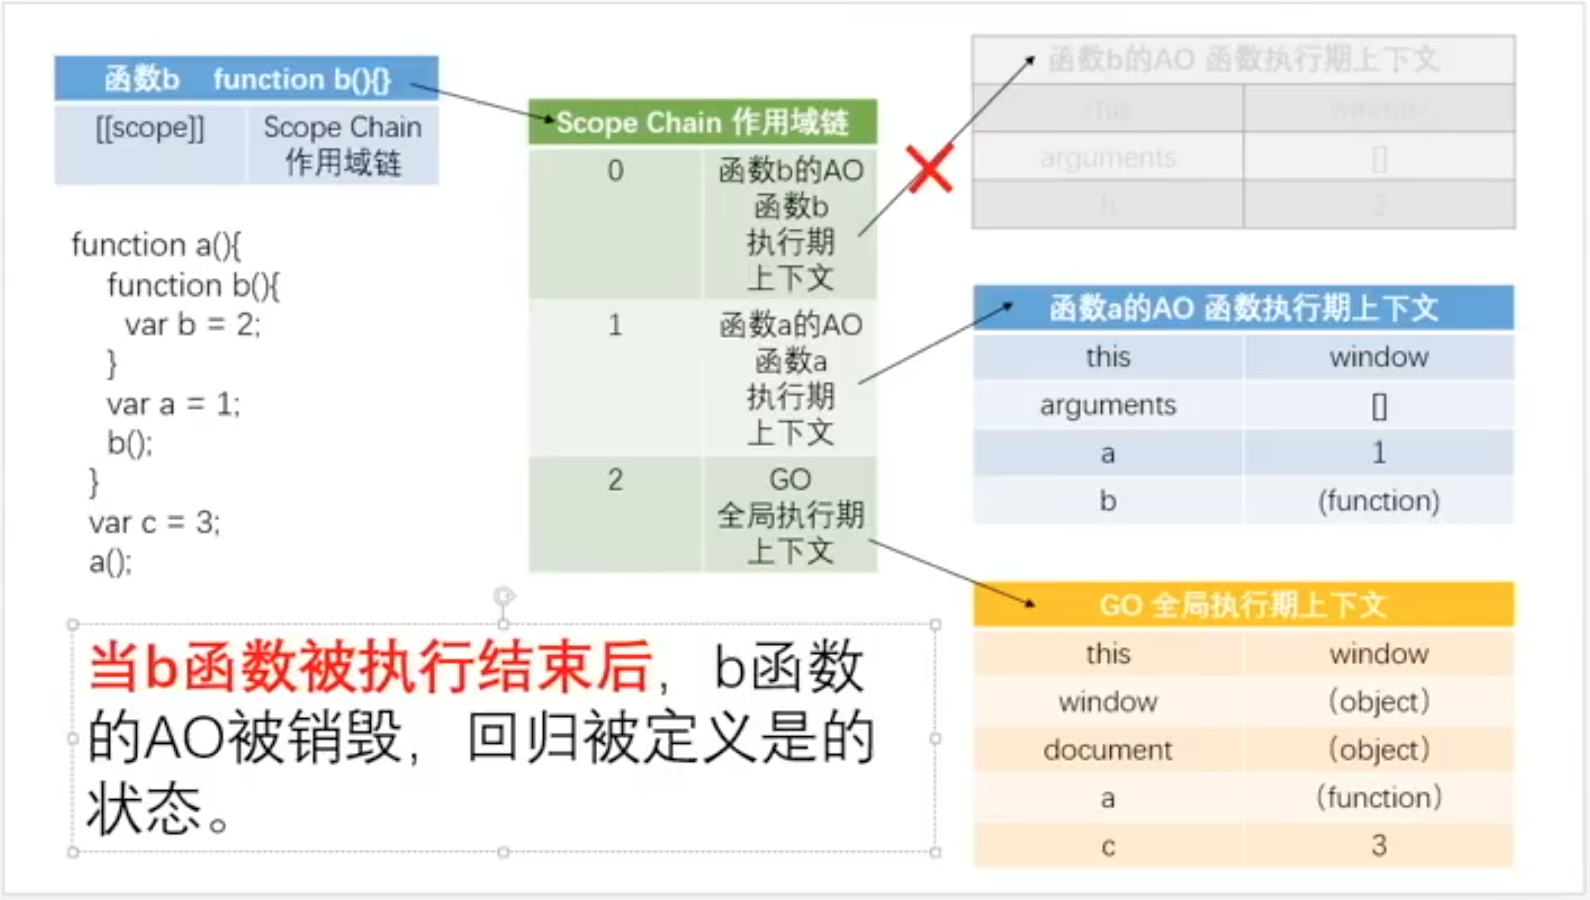 函数b function b(){}
[[scope]] Scope Chain
作用域链
function a(){
function b(){
var b = 2;
}
var a = 1;
b();
}
var c = 3;
a();
Scope Chain 作用域链
0 函数b的AO
函数b
执行期
上下文
1 函数a的AO
函数a
执行期
上下文
2 GO
全局执行期
上下文
函数b的AO 函数执行期上下文
this window
arguments []
b 2
函数a的AO 函数执行期上下文
this window
arguments []
a 1
b (function)
GO 全局执行期上下文
this window
window （object）
document （object）
a （function）
c 3
当b函数被执行结束后，b函数
的AO被销毁，回归被定义是的
状态。